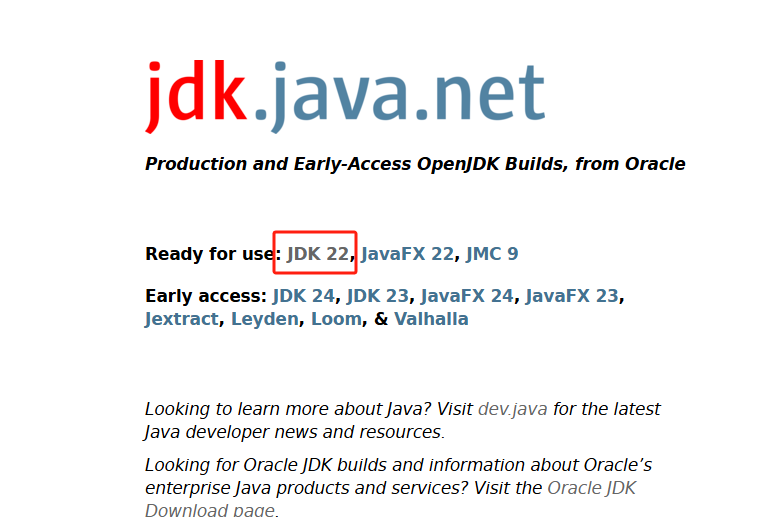 jdk.java.net
Production and Early-Access OpenJDK Builds, from Oracle
Ready for use: JDK 22, JavaFX 22, JMC 9
Early access: JDK 24, JDK 23, JavaFX 24, JavaFX 23,
Jextract, Leyden, Loom, & Valhalla
Looking to learn more about Java? Visit dev.java for the latest
Java developer news and resources.
Looking for Oracle JDK builds and information about Oracle’s
enterprise Java products and services? Visit the Oracle JDK
Download page.